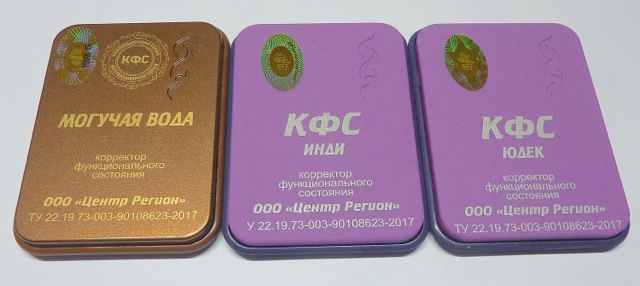 КФС
МОГУЧАЯ ВОДА
корректор
функционального
состояния
ООО «Центр Регион»
ТУ 22.19.73-003-90108623-2017
КФС
ИНДИ
корректор
функционального
состояния
ООО «Центр Регион»
У 22.19.73-003-90108623-2017
КФС
ЮДЕК
корректор
функционального
состояния
ООО «Центр Регион»
ТУ 22.19.73-003-90108623-2017